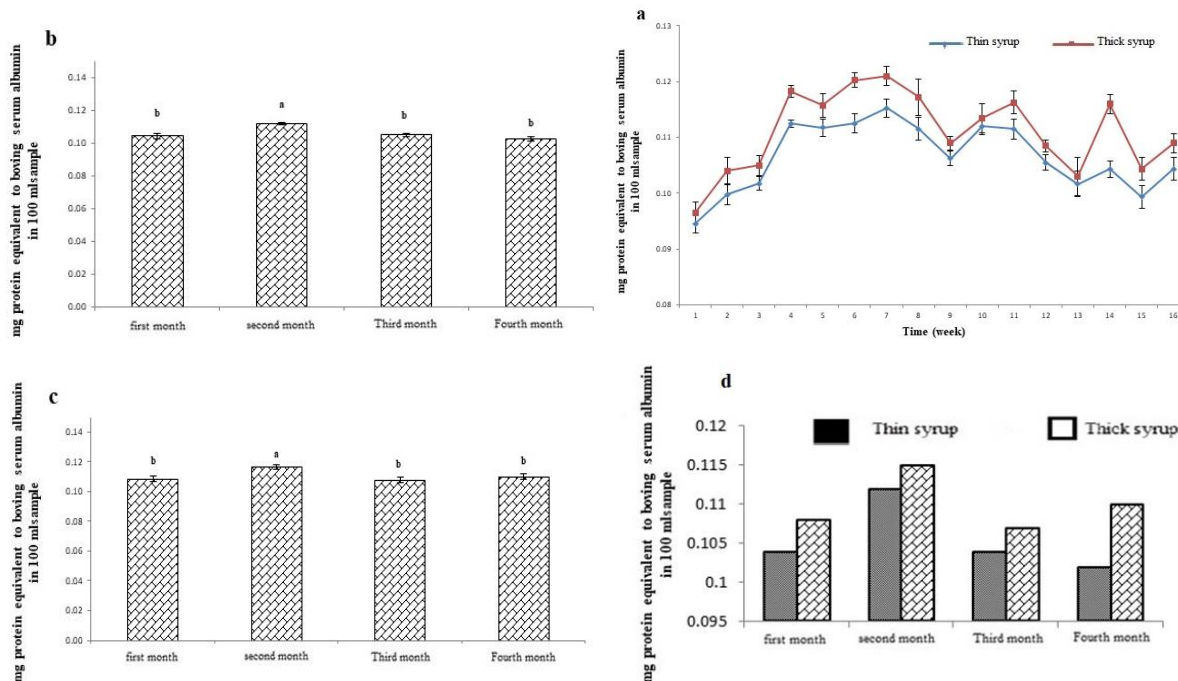 b
mg protein equivalent to boving serum albumin
in 100 mlsample
0.14
0.12
0.10
0.08
0.06
0.04
0.02
0.00
b
a
b
b
first month
second month
Third month
Fourth month
a
Thin syrup
Thick syrup
mg protein equivalent to boving serum albumin
in 100 mlsample
0.13
0.12
0.11
0.10
0.09
0.08
1 2 3 4 5 6 7 8 9 10 11 12 13 14 15 16
Time (week)
c
mg protein equivalent to boving serum albumin
in 100 mlsample
0.14
0.12
0.10
0.08
0.06
0.04
0.02
0.00
b
a
b
b
first month
second month
Third month
Fourth month
d
Thin syrup
Thick syrup
mg protein equivalent to boving serum albumin
in 100 mlsample
0.12
0.115
0.11
0.105
0.1
0.095
first month
second month
Third month
Fourth month